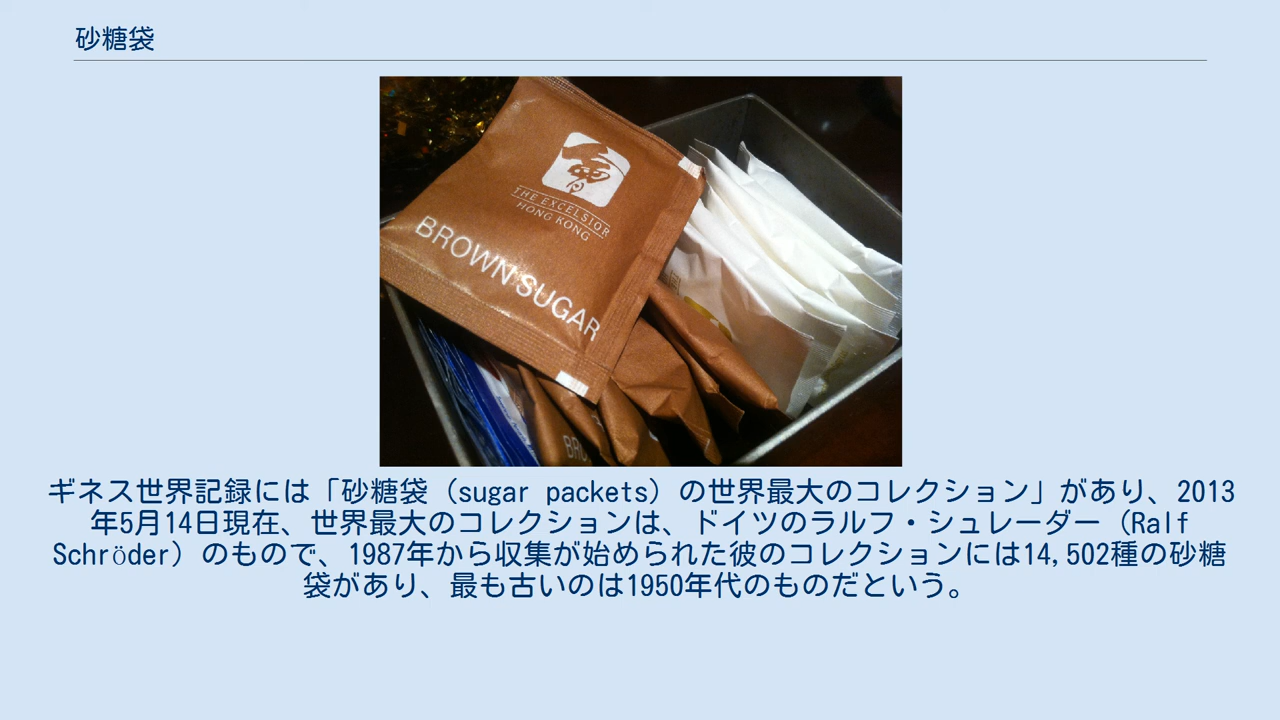 砂糖袋
THE EXCELSIOR
HONG KONG
BROWN SUGAR
BR
ギネス世界記録には「砂糖袋（sugar packets）の世界最大のコレクション」があり、2013
年5月14日現在、世界最大のコレクションは、ドイツのラルフ・シュレーダー（Ralf
Schröder）のもので、1987年から収集が始められた彼のコレクションには14,502種の砂糖
袋があり、最も古いのは1950年代のものだという。